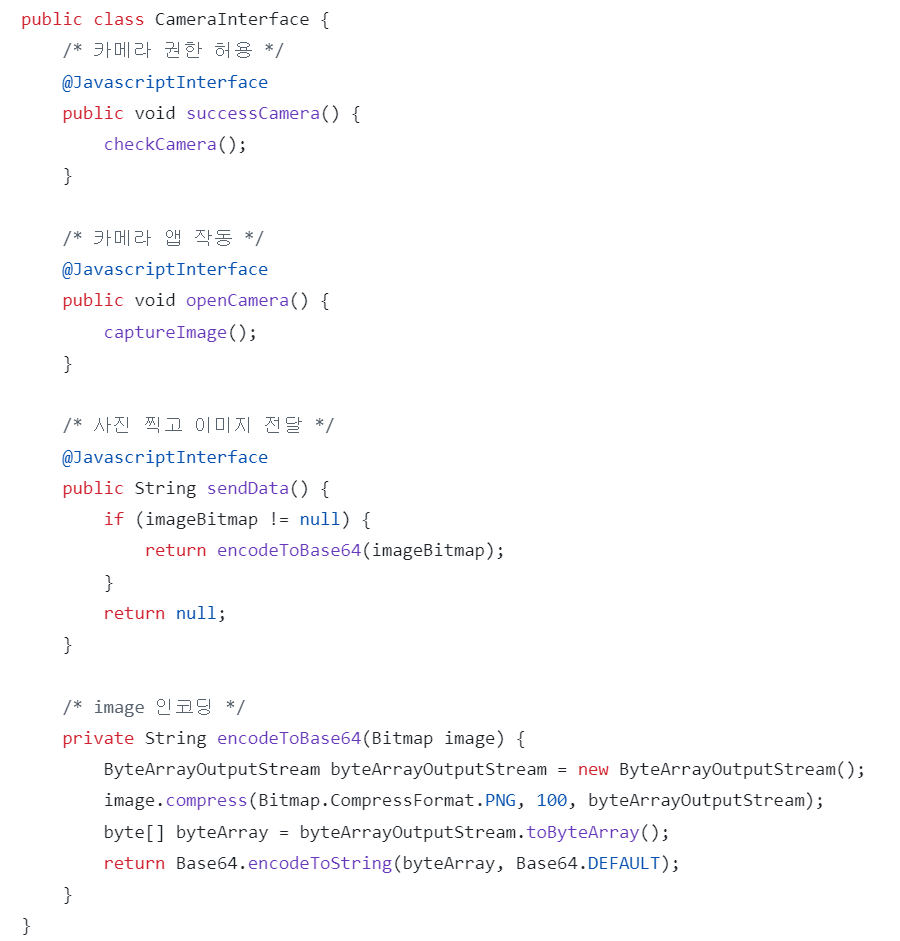 public class CameraInterface {
    /* 카메라 권한 허용 */
    @JavascriptInterface
    public void successCamera() {
        checkCamera();
    }

    /* 카메라 앱 작동 */
    @JavascriptInterface
    public void openCamera() {
        captureImage();
    }

    /* 사진 찍고 이미지 전달 */
    @JavascriptInterface
    public String sendData() {
        if (imageBitmap != null) {
            return encodeToBase64(imageBitmap);
        }
        return null;
    }

    /* image 인코딩 */
    private String encodeToBase64(Bitmap image) {
        ByteArrayOutputStream byteArrayOutputStream = new ByteArrayOutputStream();
        image.compress(Bitmap.CompressFormat.PNG, 100, byteArrayOutputStream);
        byte[] byteArray = byteArrayOutputStream.toByteArray();
        return Base64.encodeToString(byteArray, Base64.DEFAULT);
    }
}